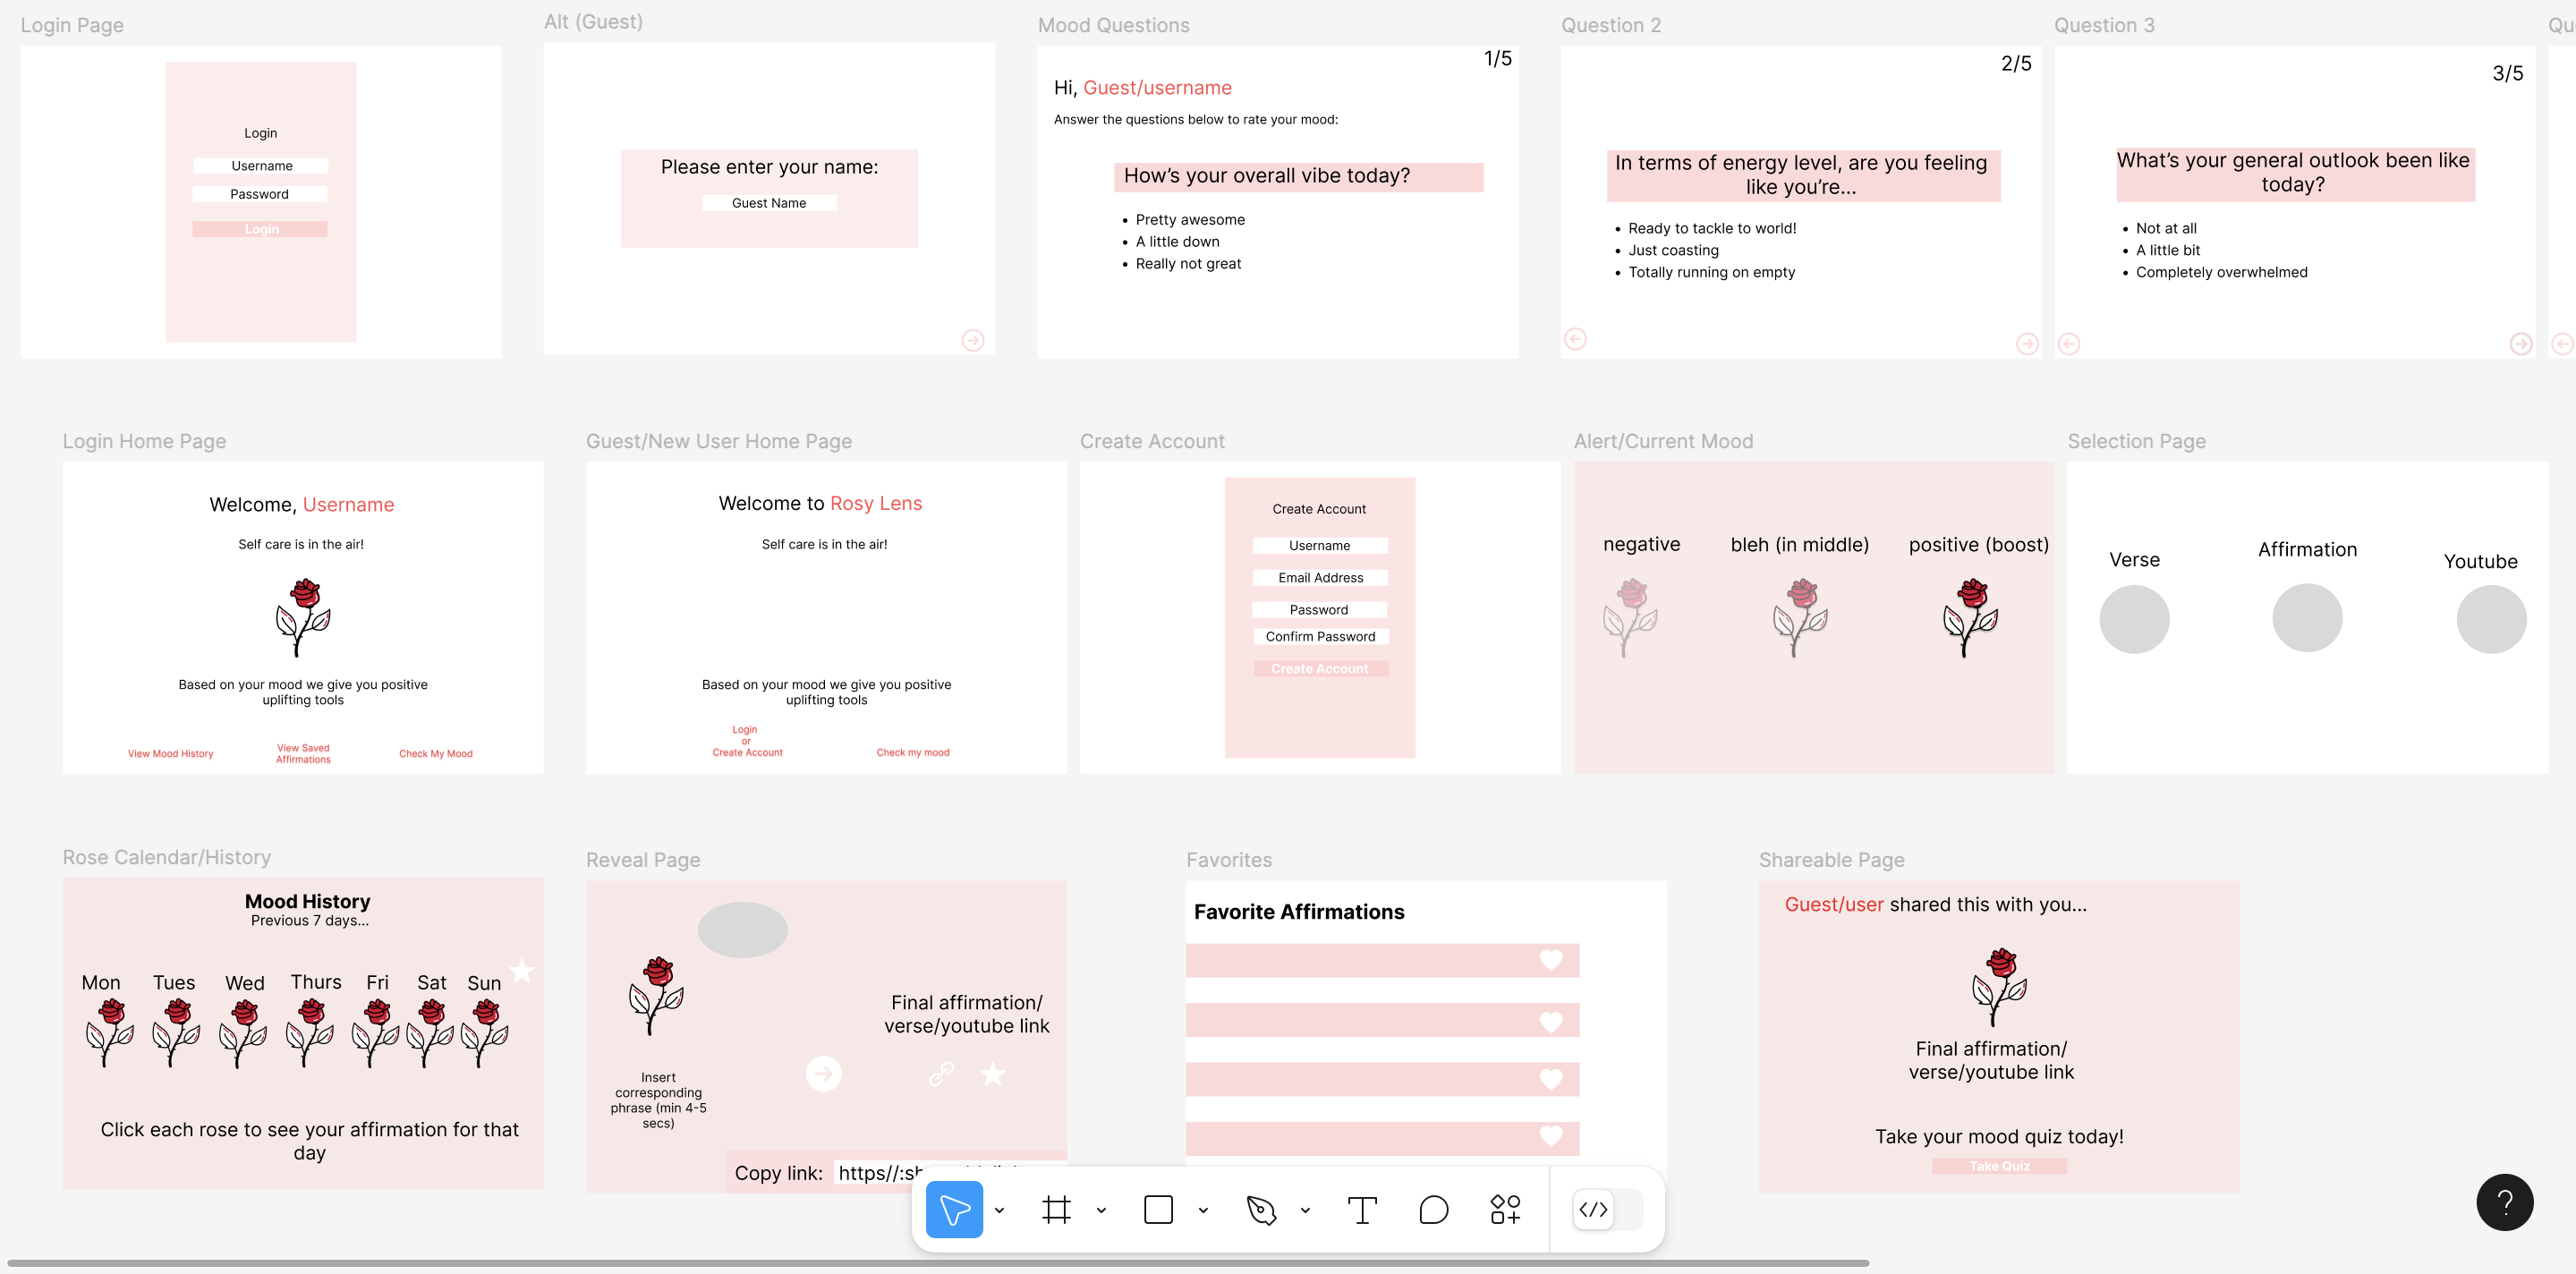 Login Page
Login
Username
Password
Login
Alt (Guest)
Please enter your name:
Guest Name
Mood Questions
1/5
Hi, Guest/username
Answer the questions below to rate your mood:
How's your overall vibe today?
• Pretty awesome
• A little down
• Really not great
Question 2
2/5
In terms of energy level, are you feeling
like you're...
• Ready to tackle to world!
• Just coasting
• Totally running on empty
Question 3
3/5
What's your general outlook been like
today?
• Not at all
• A little bit
• Completely overwhelmed
Login Home Page
Welcome, Username
Self care is in the air!
Based on your mood we give you positive
uplifting tools
View Mood History
View Saved
Affirmations
Check My Mood
Guest/New User Home Page
Welcome to Rosy Lens
Self care is in the air!
Based on your mood we give you positive
uplifting tools
Login
or
Create Account
Check my mood
Create Account
Create Account
Username
Email Address
Password
Confirm Password
Create Account
Alert/Current Mood
negative
bleh (in middle)
positive (boost)
Selection Page
Verse
Affirmation
Youtube
Rose Calendar/History
Mood History
Previous 7 days...
Mon
Tues
Wed
Thurs
Fri
Sat
Sun
Click each rose to see your affirmation for that
day
Reveal Page
Insert
corresponding
phrase (min 4-5
secs)
Final affirmation/
verse/youtube link
Copy link:
https//:sh
Favorites
Favorite Affirmations
Shareable Page
Guest/user shared this with you...
Final affirmation/
verse/youtube link
Take your mood quiz today!
Take Quiz